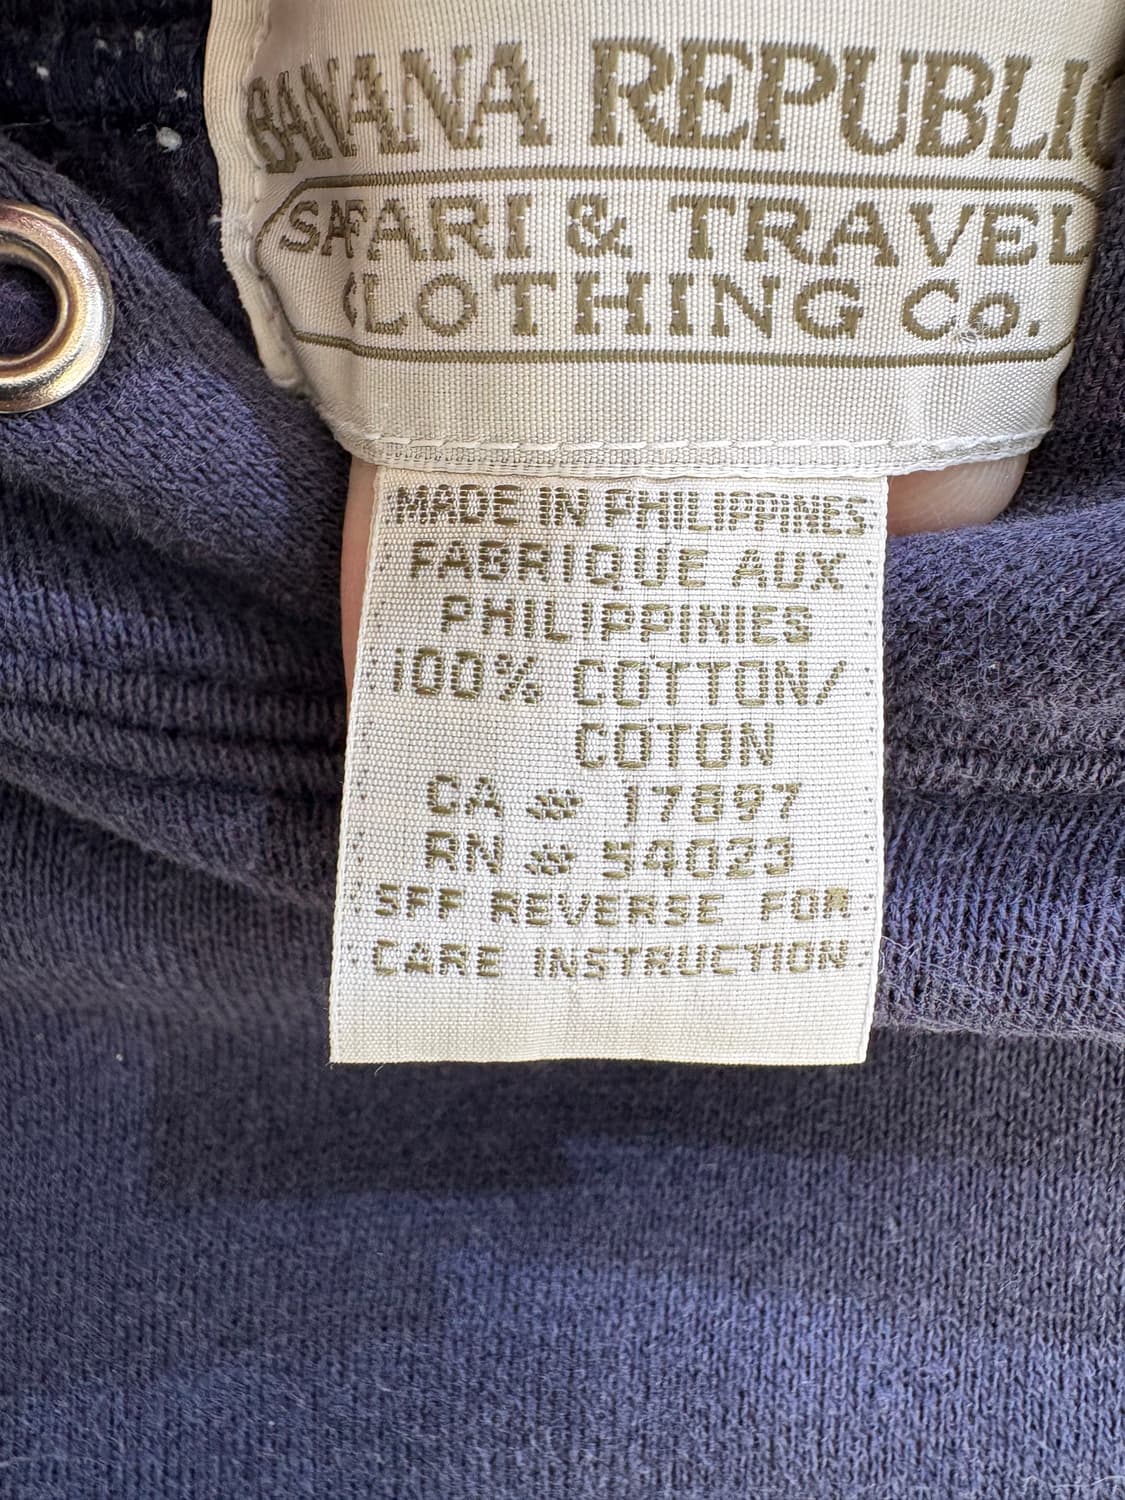 BANANA REPUBLIC
SAFARI & TRAVEL
CLOTHING CO.
MADE IN PHILIPPINES
FABRIQUE AUX
PHILIPPINIES
100% COTTON/
COTON
CA # 17897
RN # 54023
SFF REVERSE FOR
CARE INSTRUCTION